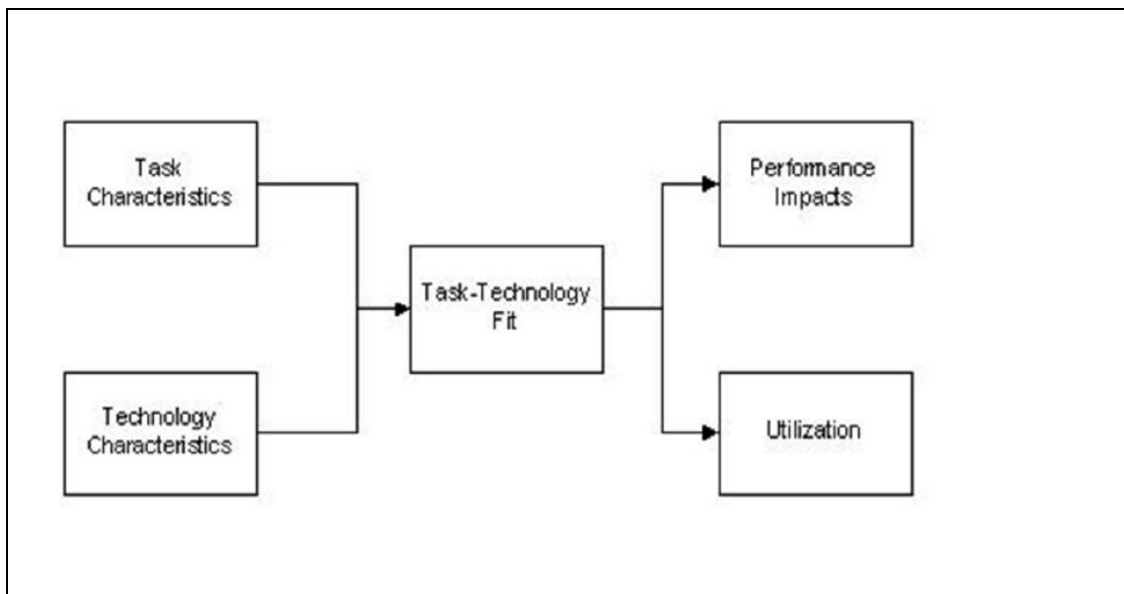 Task
Characteristics
Performance
Impacts
Task-Technology
Fit
Technology
Characteristics
Utilization